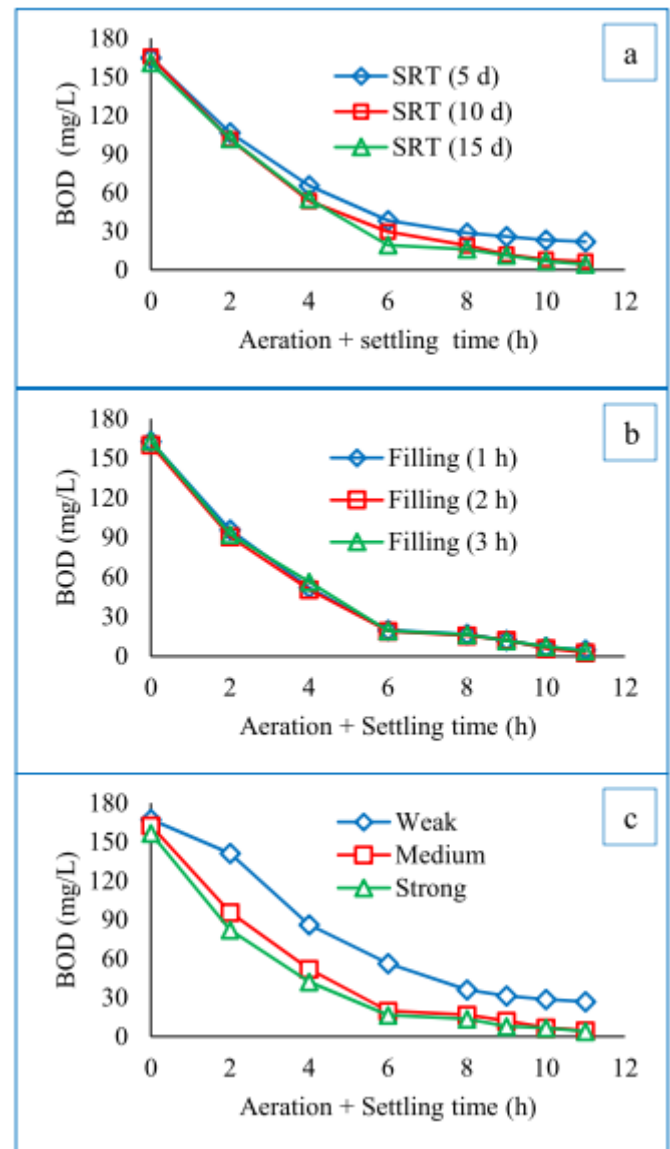 a
180
150
120
90
60
30
0
BOD (mg/L)
SRT (5 d)
SRT (10 d)
SRT (15 d)
0 2 4 6 8 10 12
Aeration + settling time (h)
b
180
150
120
90
60
30
0
BOD (mg/L)
Filling (1 h)
Filling (2 h)
Filling (3 h)
0 2 4 6 8 10 12
Aeration + Settling time (h)
c
180
150
120
90
60
30
0
BOD (mg/L)
Weak
Medium
Strong
0 2 4 6 8 10 12
Aeration + Settling time (h)